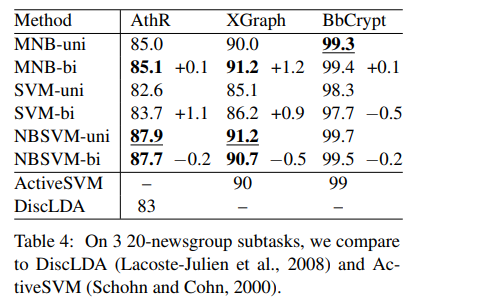 Method AthR XGraph BbCrypt
MNB-uni 85.0 90.0 99.3
MNB-bi 85.1 +0.1 91.2 +1.2 99.4 +0.1
SVM-uni 82.6 85.1 98.3
SVM-bi 83.7 +1.1 86.2 +0.9 97.7 −0.5
NBSVM-uni 87.9 91.2 99.7
NBSVM-bi 87.7 −0.2 90.7 −0.5 99.5 −0.2
ActiveSVM – 90 99
DiscLDA 83 – –
Table 4: On 3 20-newsgroup subtasks, we compare
to DiscLDA (Lacoste-Julien et al., 2008) and Ac-
tiveSVM (Schohn and Cohn, 2000).